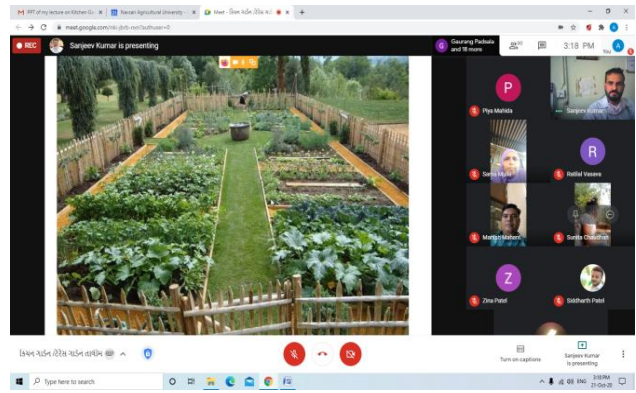 PPT of my lecture on Kitchen Ga
Navsari Agricultural University -
Meet - કિચન ગાર્ડન /ટેરેસ ગા
meet.google.com
REC
Sanjeev Kumar is presenting
Gaurang Padsala
and 18 more
3:18 PM
You
Piya Mahida
Sanjeev Kumar
Ratilal Vasava
Sunita Chaudhari
Zina Patel
Siddharth Patel
કિચન ગાર્ડન /ટેરેસ ગાર્ડન તાલીમ
Turn on captions
Sanjeev Kumar
is presenting
Type here to search
ENG
3:18 PM
21-Oct-20